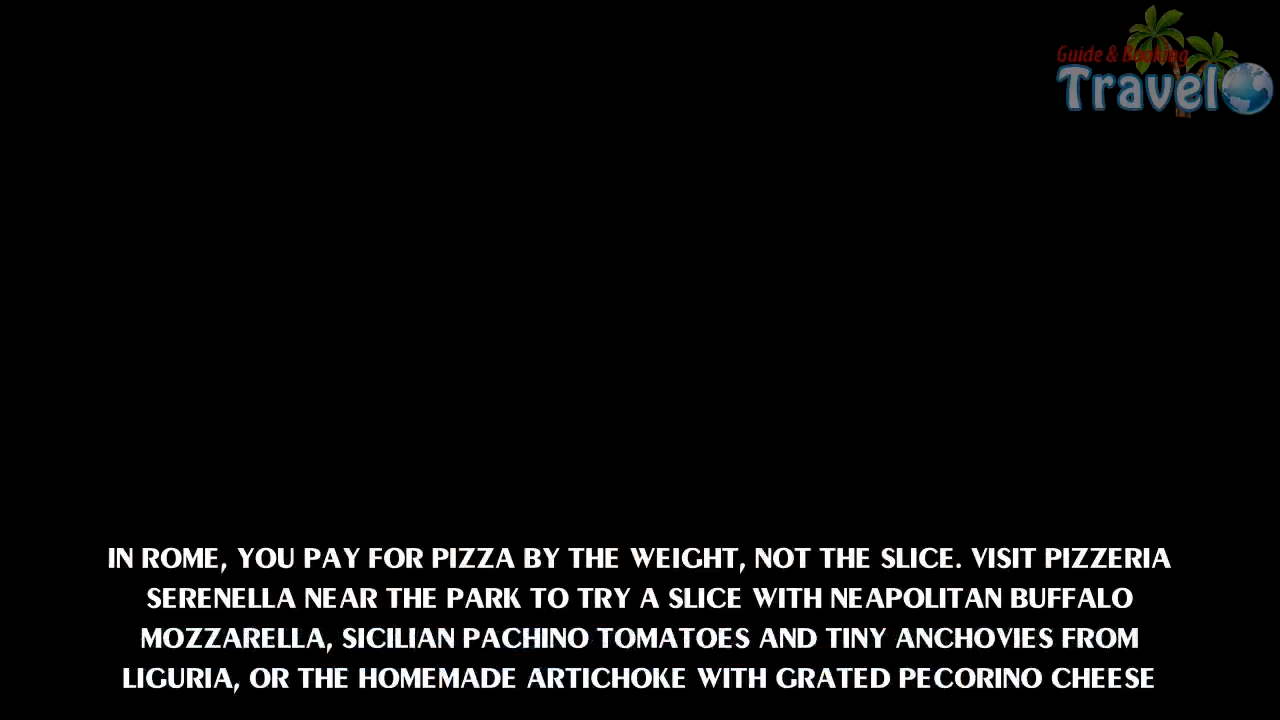 Guide & Booking
Travel
IN ROME, YOU PAY FOR PIZZA BY THE WEIGHT, NOT THE SLICE. VISIT PIZZERIA
SERENELLA NEAR THE PARK TO TRY A SLICE WITH NEAPOLITAN BUFFALO
MOZZARELLA, SICILIAN PACHINO TOMATOES AND TINY ANCHOVIES FROM
LIGURIA, OR THE HOMEMADE ARTICHOKE WITH GRATED PECORINO CHEESE